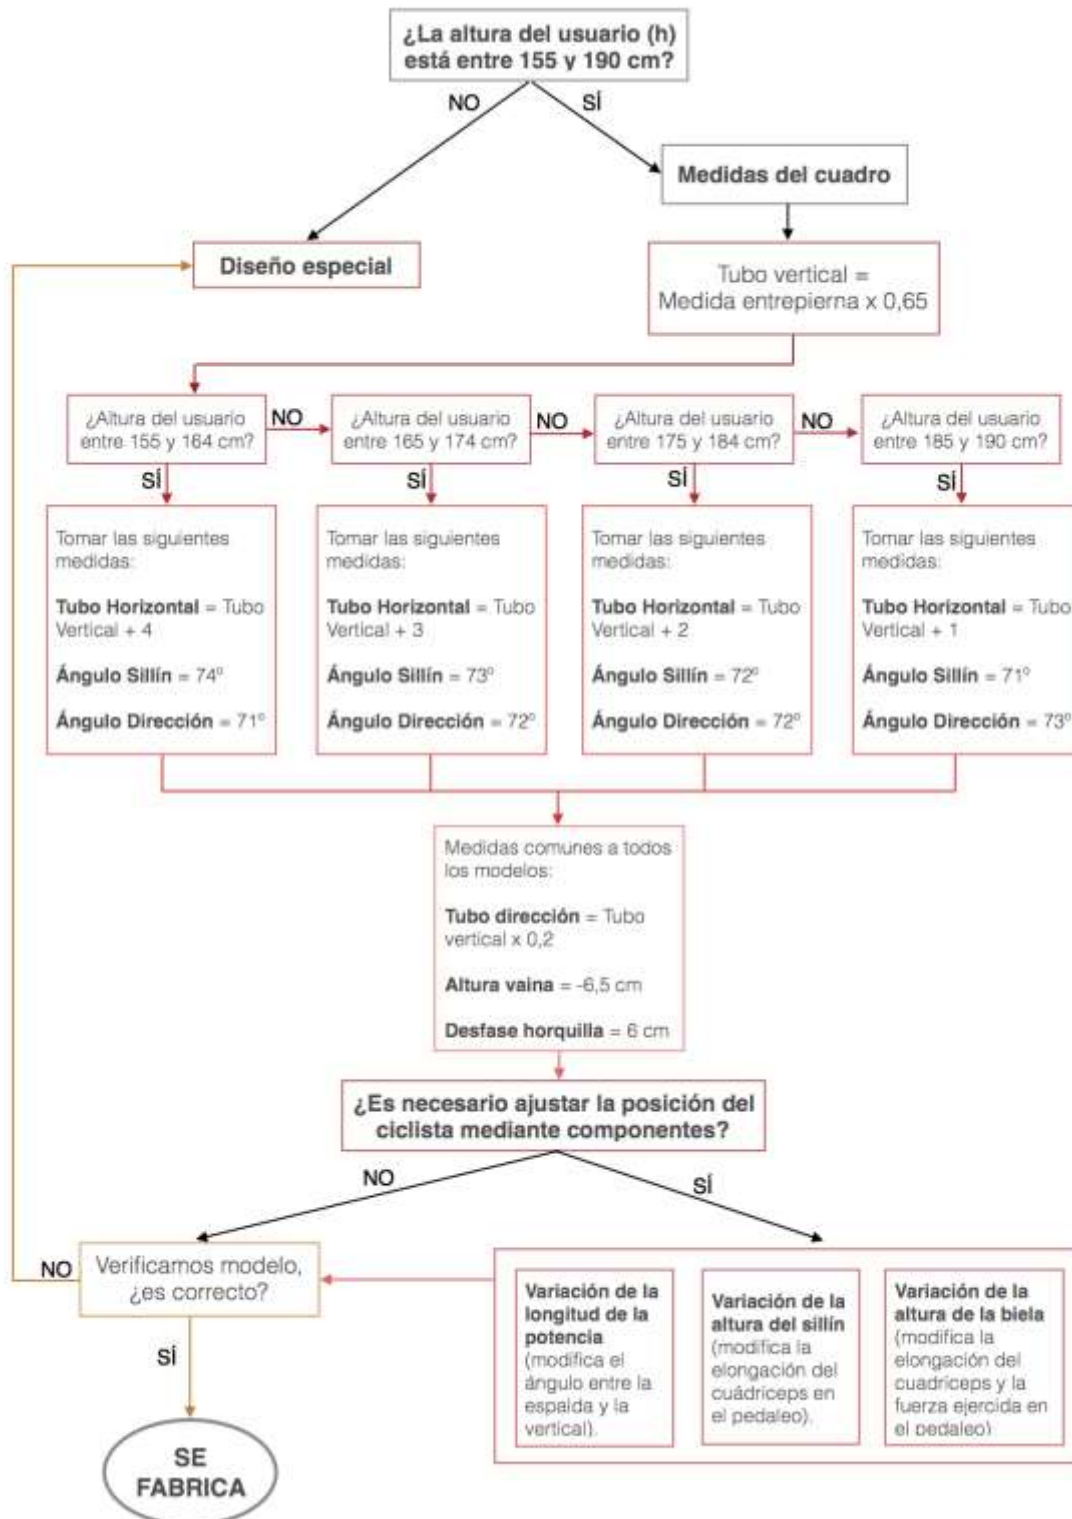 ¿La altura del usuario (h)
está entre 155 y 190 cm?
NO
SÍ
Medidas del cuadro
Diseño especial
Tubo vertical =
Medida entrepierna x 0,65
¿Altura del usuario
entre 155 y 164 cm?
NO
¿Altura del usuario
entre 165 y 174 cm?
NO
¿Altura del usuario
entre 175 y 184 cm?
NO
¿Altura del usuario
entre 185 y 190 cm?
SÍ
SÍ
SÍ
SÍ
Tomar las siguientes
medidas:
Tubo Horizontal = Tubo
Vertical + 4
Ángulo Sillín = 74º
Ángulo Dirección = 71º
Tomar las siguientes
medidas:
Tubo Horizontal = Tubo
Vertical + 3
Ángulo Sillín = 73º
Ángulo Dirección = 72º
Tomar las siguientes
medidas:
Tubo Horizontal = Tubo
Vertical + 2
Ángulo Sillín = 72º
Ángulo Dirección = 72º
Tomar las siguientes
medidas:
Tubo Horizontal = Tubo
Vertical + 1
Ángulo Sillín = 71º
Ángulo Dirección = 73º
Medidas comunes a todos
los modelos:
Tubo dirección = Tubo
vertical x 0,2
Altura vaina = -6,5 cm
Desfase horquilla = 6 cm
¿Es necesario ajustar la posición del
ciclista mediante componentes?
NO
SÍ
Verificamos modelo,
¿es correcto?
NO
SÍ
SE
FABRICA
Variación de la
longitud de la
potencia
(modifica el
ángulo entre la
espalda y la
vertical).
Variación de la
altura del sillín
(modifica la
elongación del
cuádriceps en
el pedaleo).
Variación de la
altura de la biela
(modifica la
elongación del
cuadriceps y la
fuerza ejercida en
el pedaleo)